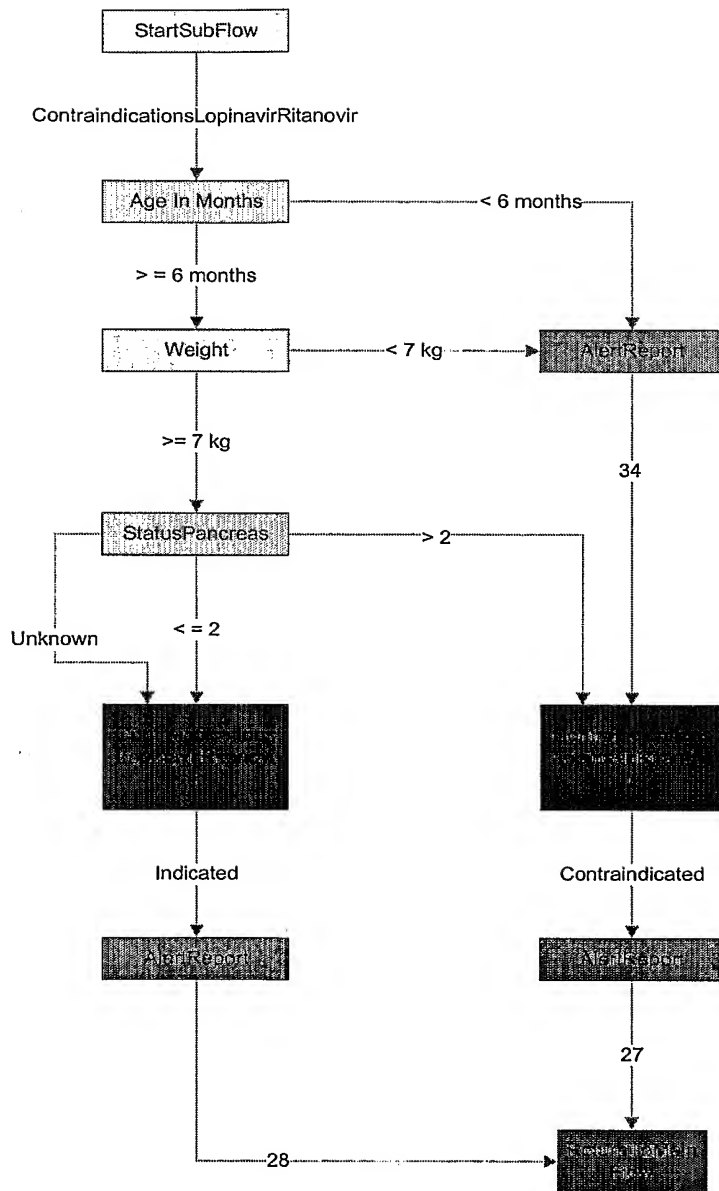 StartSubFlow
ContraindicationsLopinavirRitanovir
Age In Months
< 6 months
> = 6 months
Weight
< 7 kg
AlertReport
>= 7 kg
34
StatusPancreas
> 2
Unknown
< = 2
Indicated
Contraindicated
AlertReport
AlertReport
27
28
Flow